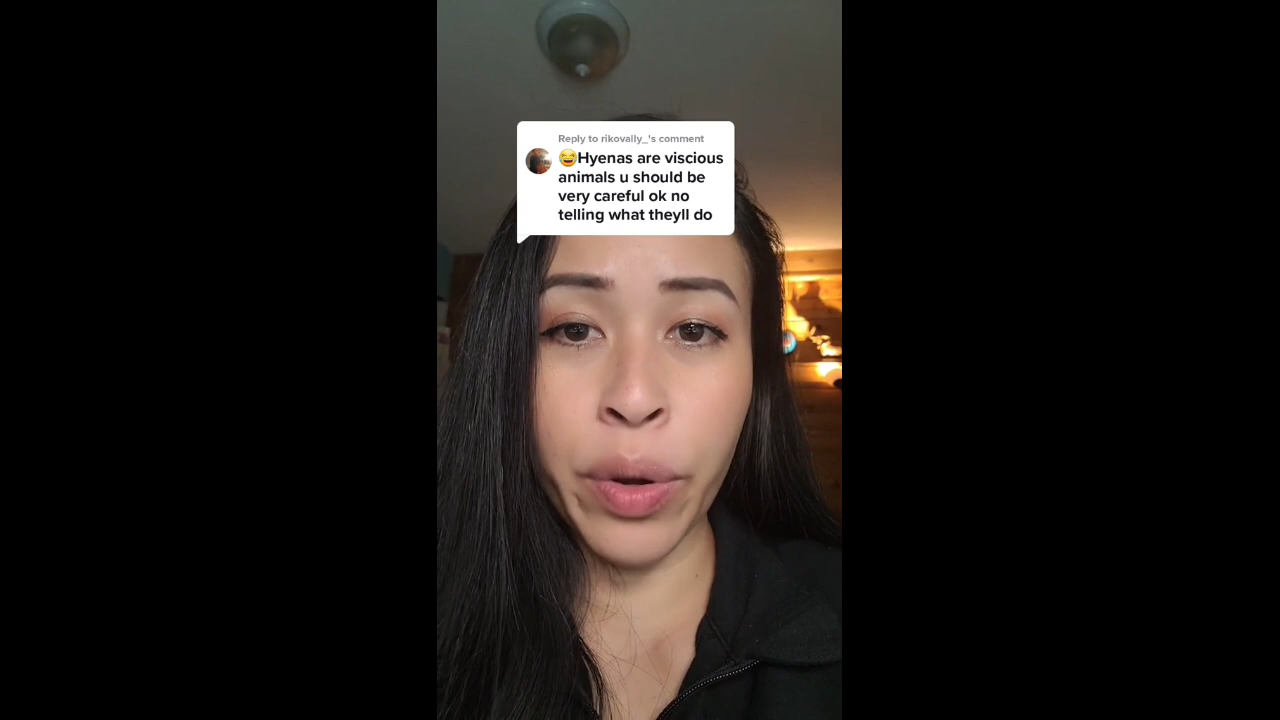 Reply to rikovally_'s comment
😆Hyenas are viscious
animals u should be
very careful ok no
telling what theyll do